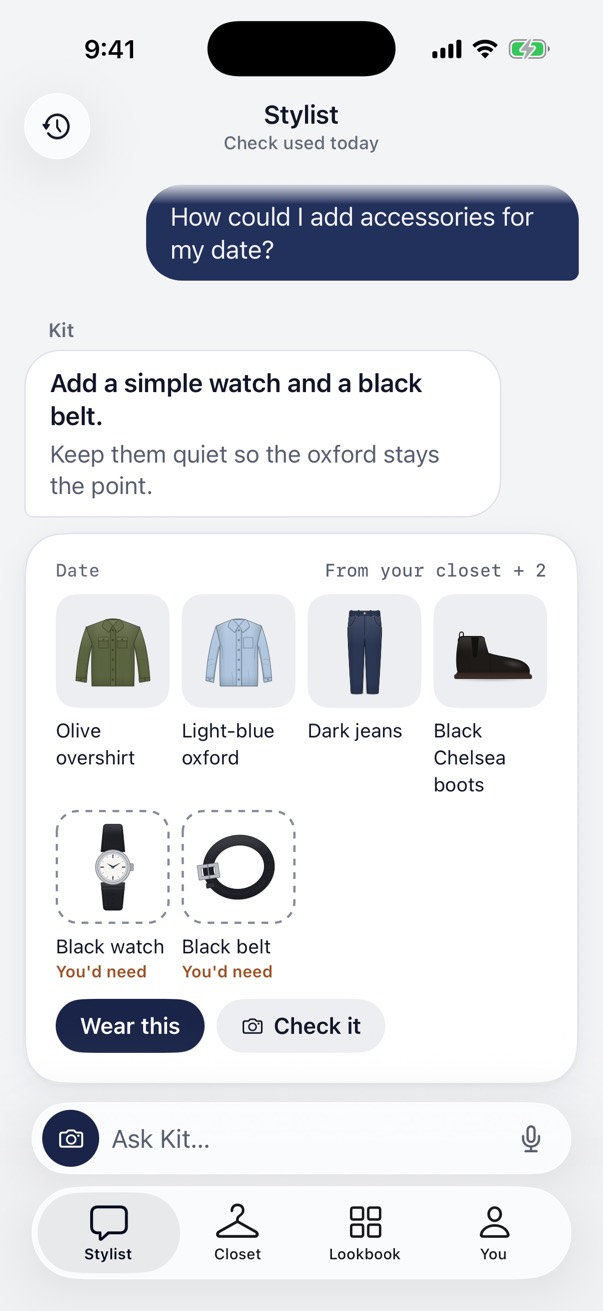 9:41
Stylist
Check used today
How could I add accessories for
my date?
Kit
Add a simple watch and a black
belt.
Keep them quiet so the oxford stays
the point.
Date
From your closet + 2
Olive
overshirt
Light-blue
oxford
Dark jeans
Black
Chelsea
boots
Black watch
You'd need
Black belt
You'd need
Wear this
Check it
Ask Kit...
Stylist
Closet
Lookbook
You